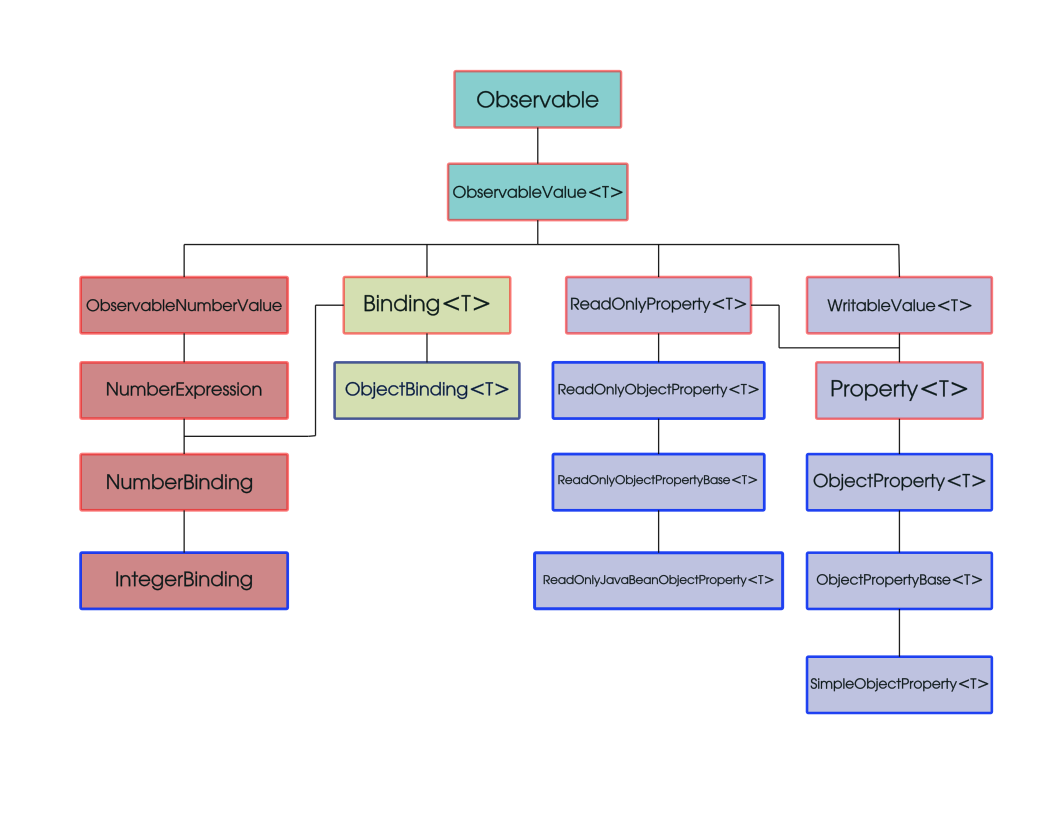 Observable
ObservableValue<T>
ObservableNumberValue
Binding<T>
ReadOnlyProperty<T>
WritableValue<T>
NumberExpression
ObjectBinding<T>
ReadOnlyObjectProperty<T>
Property<T>
NumberBinding
ReadOnlyObjectPropertyBase<T>
ObjectProperty<T>
IntegerBinding
ReadOnlyJavaBeanObjectProperty<T>
ObjectPropertyBase<T>
SimpleObjectProperty<T>